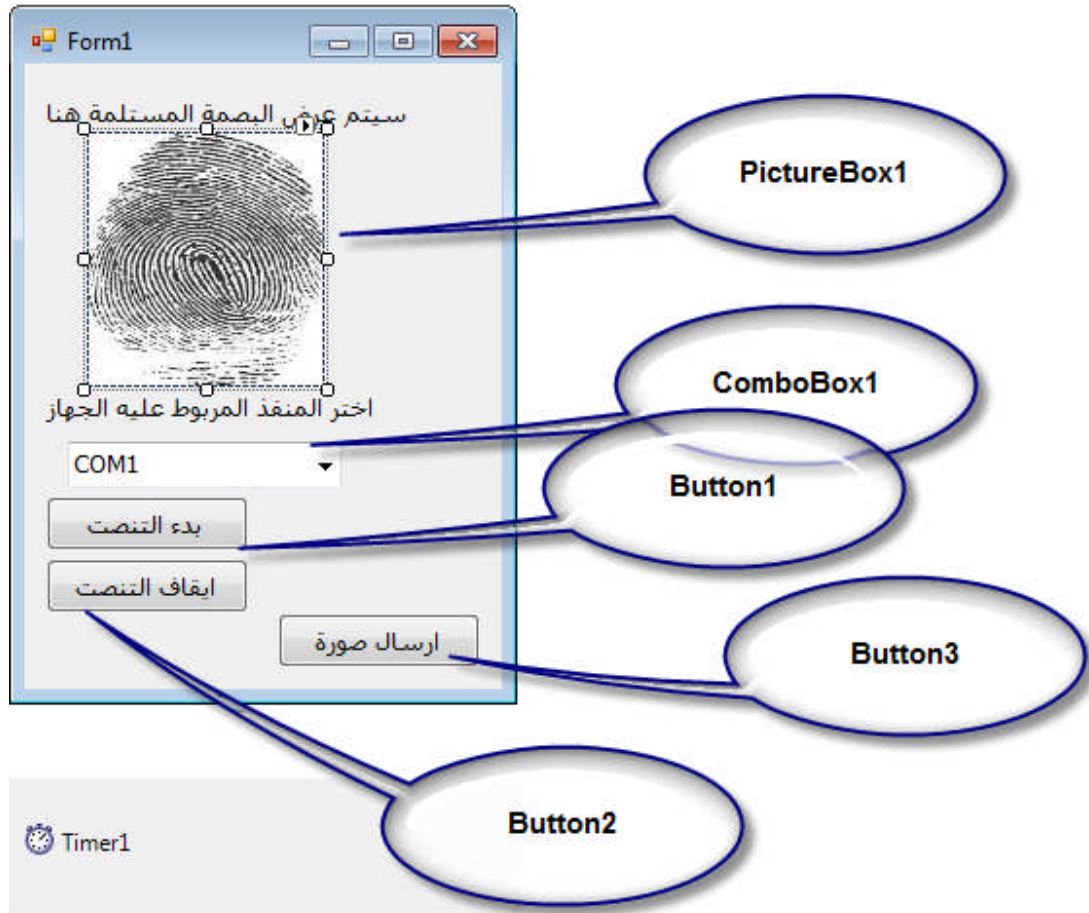 Form1
سيتم عرض البصمة المستلمة هنا
PictureBox1
اختر المنفذ المربوط عليه الجهاز
ComboBox1
COM1
Button1
بدء التنصت
ايقاف التنصت
ارسال صورة
Button3
Button2
Timer1